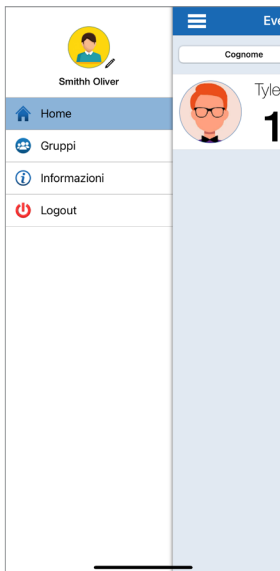 Smithh Oliver
Home
Gruppi
Informazioni
Logout
Cognome